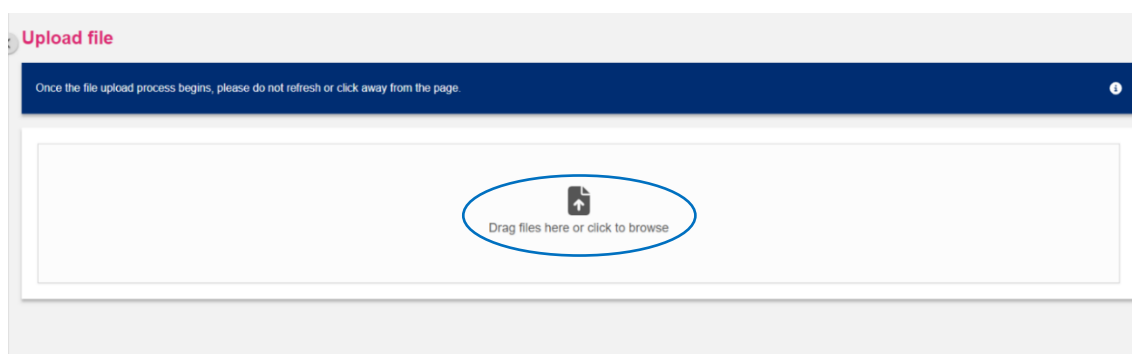 Upload file
Once the file upload process begins, please do not refresh or click away from the page.
Drag files here or click to browse